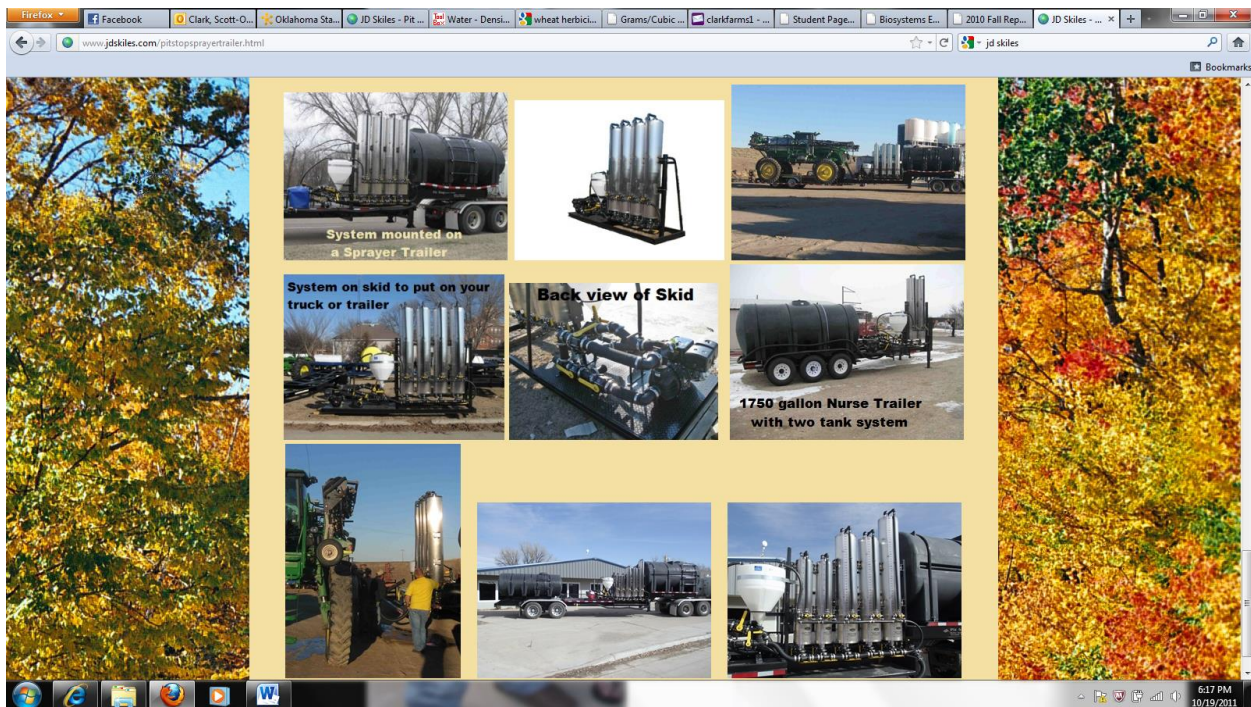 Firefox
Facebook
Clark, Scott-O...
Oklahoma Sta...
JD Skiles - Pit ...
Water - Densi...
wheat herbici...
Grams/Cubic ...
clarkfarms1 - ...
Student Page...
Biosystems E...
2010 Fall Rep...
JD Skiles - ...
www.jdskiles.com/pitstopsprayertrailer.html
jd skiles
Bookmarks
System mounted on
a Sprayer Trailer
System on skid to put on your
truck or trailer
Back view of Skid
1750 gallon Nurse Trailer
with two tank system
6:17 PM
10/19/2011